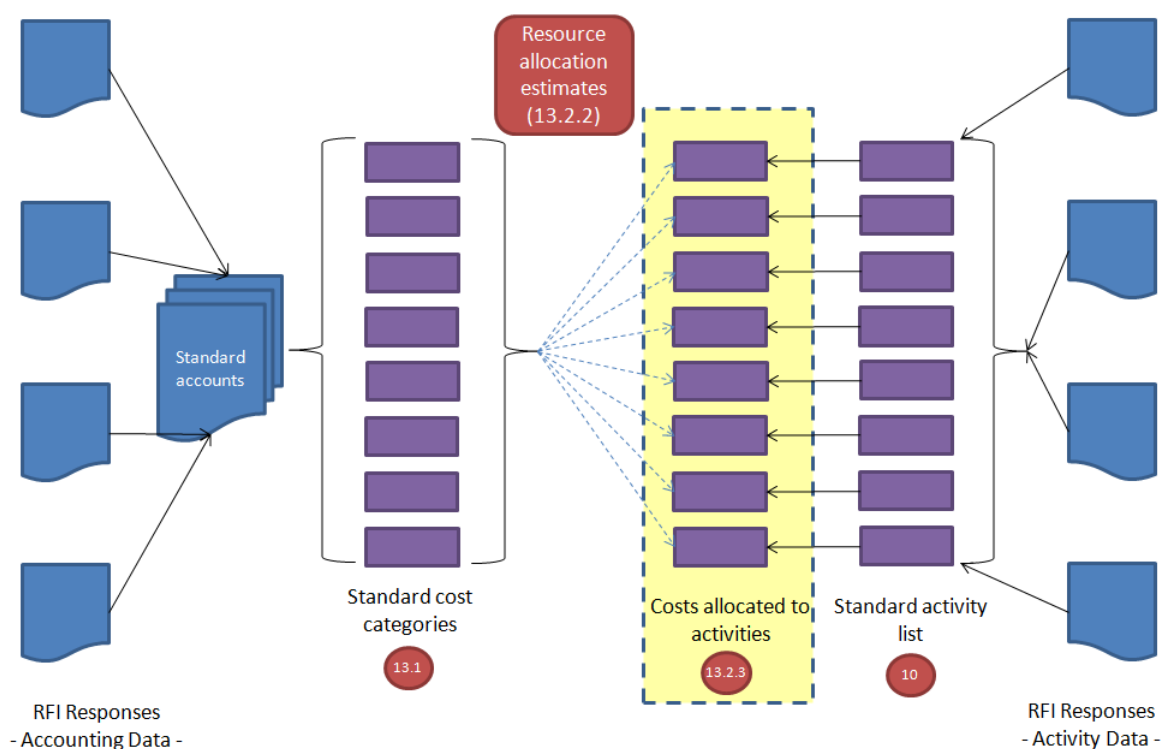 Resource
allocation
estimates
(13.2.2)
Standard
accounts
Standard cost
categories
13.1
Costs allocated to
activities
13.2.3
Standard activity
list
10
RFI Responses
- Accounting Data -
RFI Responses
- Activity Data -